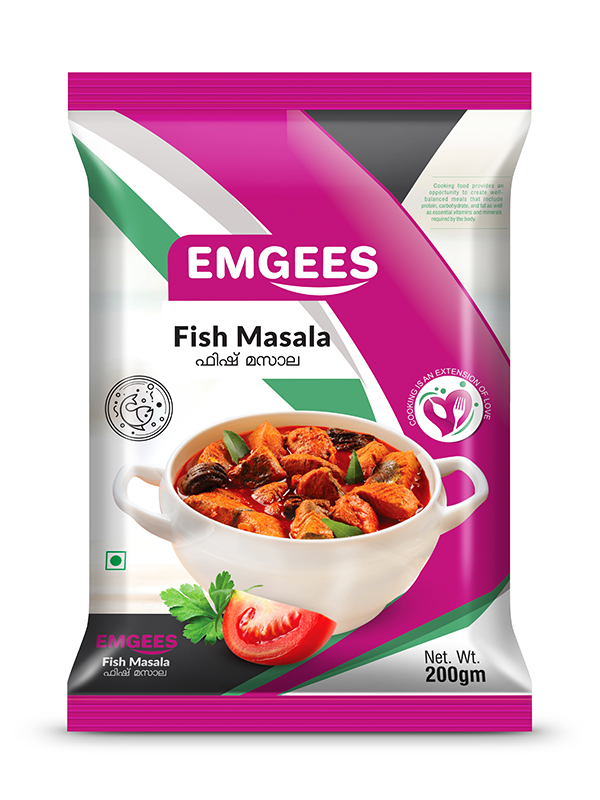 Cooking food provides an
opportunity to create well-
balanced meals that include
protein, carbohydrate, and fat as well
as essential vitamins and minerals
required by the body.
EMGEES
Fish Masala
ഫിഷ് മസാല
COOKING IS AN EXTENSION OF LOVE
EMGEES
Fish Masala
ഫിഷ് മസാല
Net. Wt.
200gm